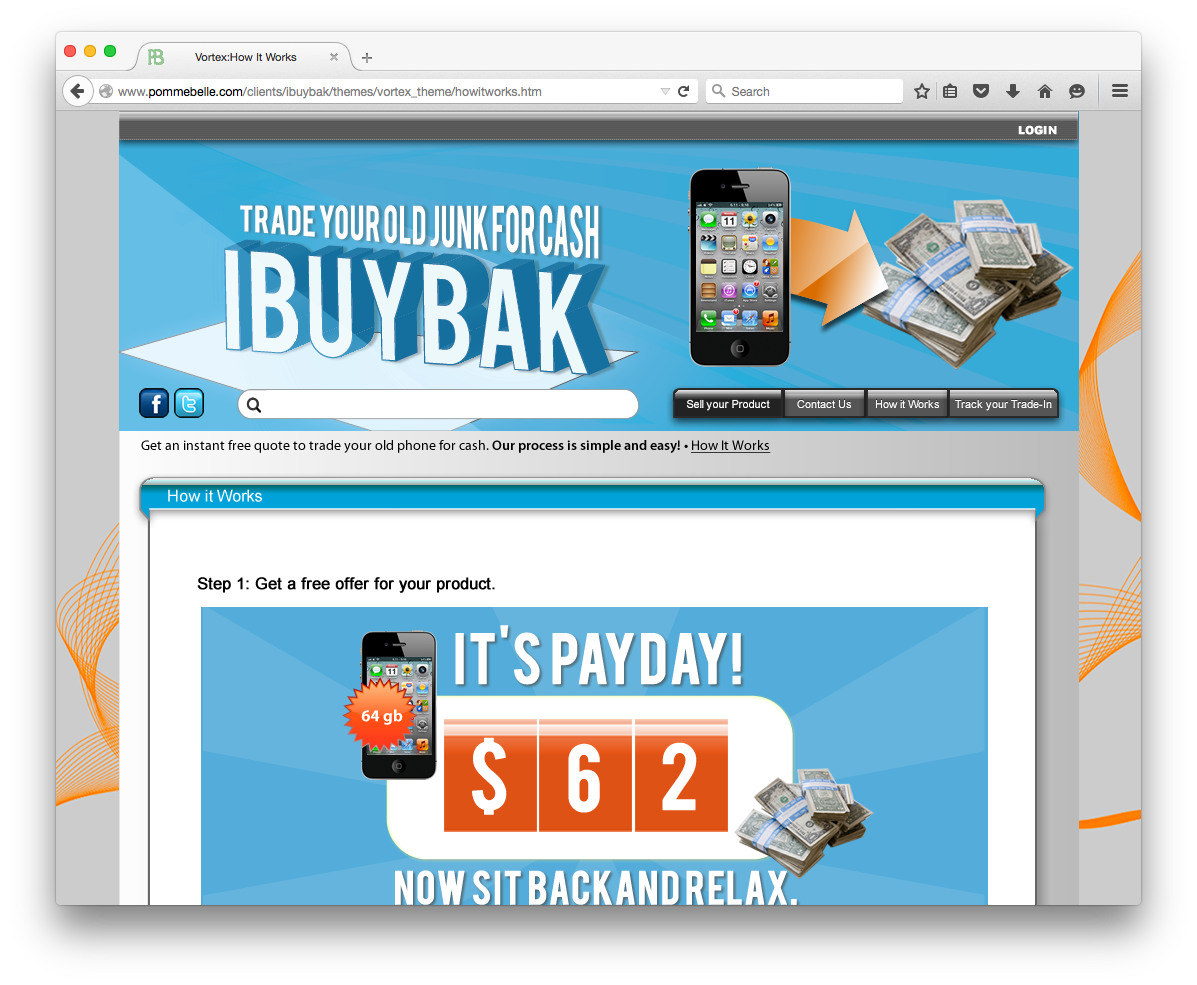 Vortex:How It Works
www.pommebelle.com/clients/ibuybak/themes/vortex_theme/howitworks.htm
Search
LOGIN
TRADE YOUR OLD JUNK FOR CASH
IBUYBAK
Sell your Product
Contact Us
How it Works
Track your Trade-In
Get an instant free quote to trade your old phone for cash. Our process is simple and easy! • How It Works
How it Works
Step 1: Get a free offer for your product.
IT'S PAYDAY!
64 gb
$62
NOW SIT BACK AND RELAX.